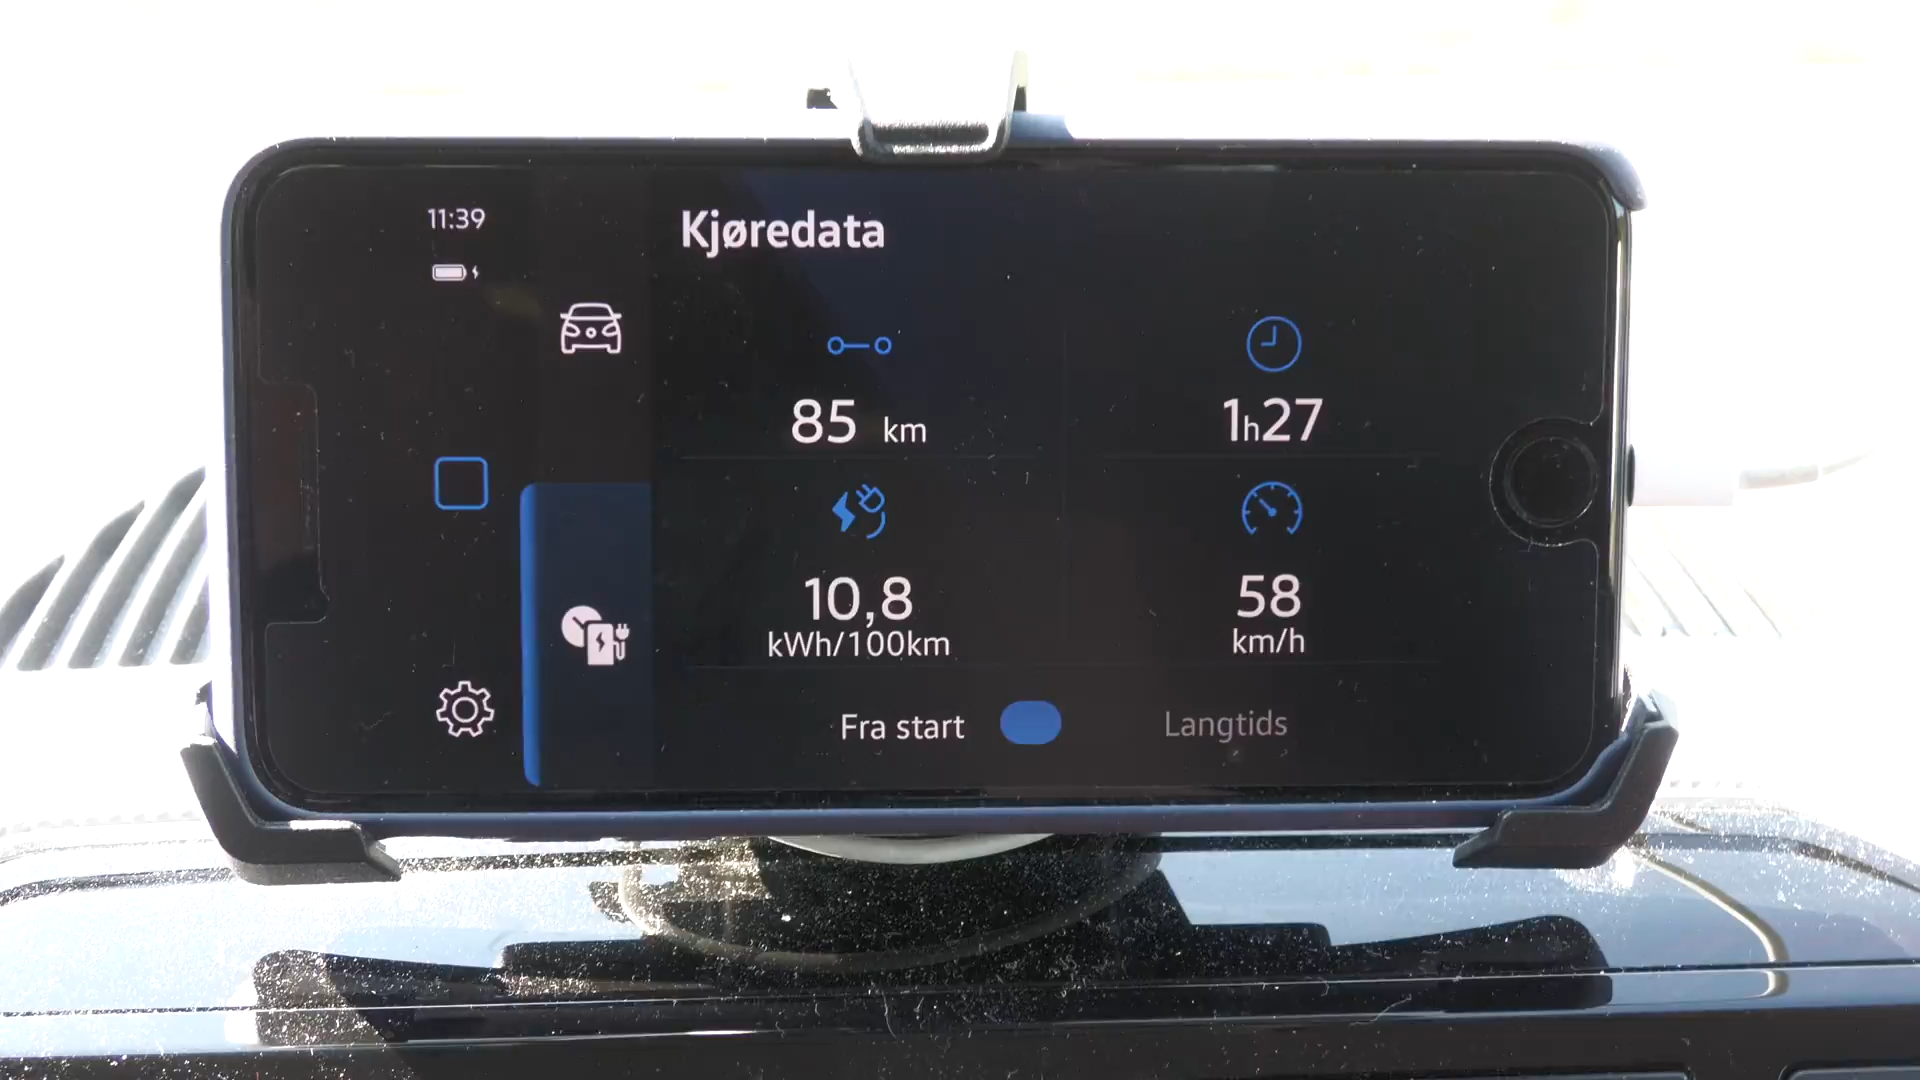 11:39
Kjøredata
85 km
1h27
10,8
kWh/100km
58
km/h
Fra start
Langtids